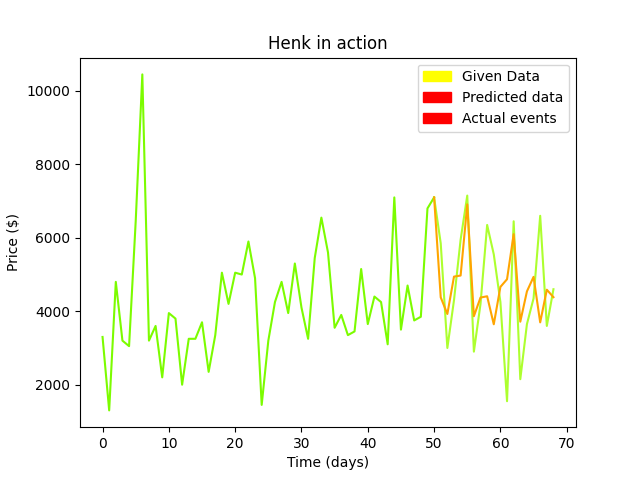 Henk in action
Given Data
Predicted data
Actual events
Price ($)
10000
8000
6000
4000
2000
0 10 20 30 40 50 60 70
Time (days)